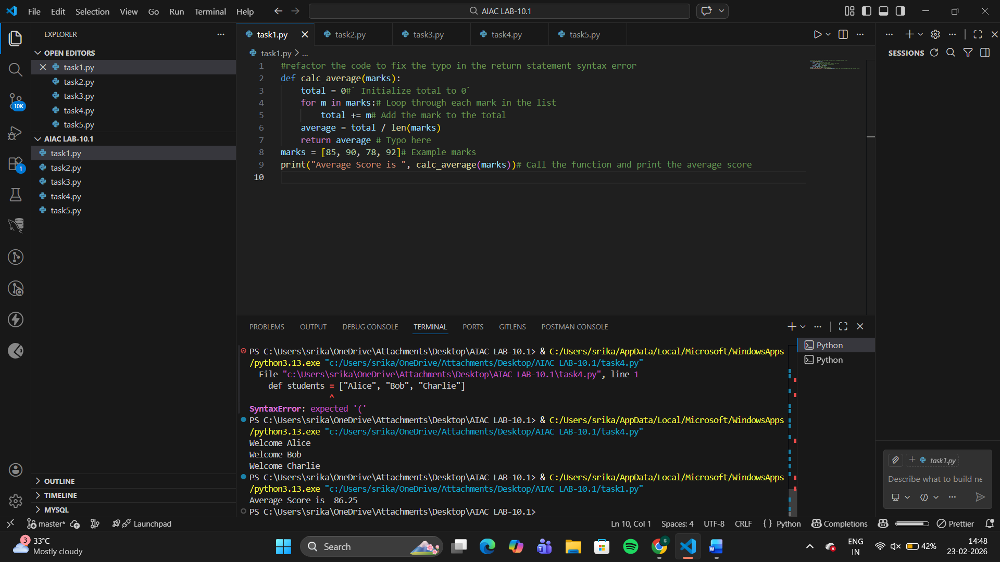 File Edit Selection View Go Run Terminal Help
AIAC LAB-10.1
EXPLORER
OPEN EDITORS
task1.py
task2.py
task3.py
task4.py
task5.py
AIAC LAB-10.1
task1.py
task2.py
task3.py
task4.py
task5.py
OUTLINE
TIMELINE
MYSQL
10K
1
task1.py task2.py task3.py task4.py task5.py
task1.py > ...
1 #refactor the code to fix the typo in the return statement syntax error
2 def calc_average(marks):
3 total = 0#` Initialize total to 0`
4 for m in marks:# Loop through each mark in the list
5 total += m# Add the mark to the total
6 average = total / len(marks)
7 return average # Typo here
8 marks = [85, 90, 78, 92]# Example marks
9 print("Average Score is ", calc_average(marks))# Call the function and print the average score
10
PROBLEMS OUTPUT DEBUG CONSOLE TERMINAL PORTS GITLENS POSTMAN CONSOLE
PS C:\Users\srika\OneDrive\Attachments\Desktop\AIAC LAB-10.1> & C:/Users/srika/AppData/Local/Microsoft/WindowsApps
/python3.13.exe "c:/Users/srika/OneDrive/Attachments/Desktop/AIAC LAB-10.1/task4.py"
File "c:\Users\srika\OneDrive\Attachments\Desktop\AIAC LAB-10.1\task4.py", line 1
def students = ["Alice", "Bob", "Charlie"]
^
SyntaxError: expected '('
PS C:\Users\srika\OneDrive\Attachments\Desktop\AIAC LAB-10.1> & C:/Users/srika/AppData/Local/Microsoft/WindowsApps
/python3.13.exe "c:/Users/srika/OneDrive/Attachments/Desktop/AIAC LAB-10.1/task4.py"
Welcome Alice
Welcome Bob
Welcome Charlie
PS C:\Users\srika\OneDrive\Attachments\Desktop\AIAC LAB-10.1> & C:/Users/srika/AppData/Local/Microsoft/WindowsApps
/python3.13.exe "c:/Users/srika/OneDrive/Attachments/Desktop/AIAC LAB-10.1/task1.py"
Average Score is  86.25
PS C:\Users\srika\OneDrive\Attachments\Desktop\AIAC LAB-10.1>
Python
Python
SESSIONS
task1.py
Describe what to build ne
master* Launchpad Ln 10, Col 1 Spaces: 4 UTF-8 CRLF { } Python Completions Prettier
3
33°C
Mostly cloudy
Search
ENG
IN
42%
14:48
23-02-2026